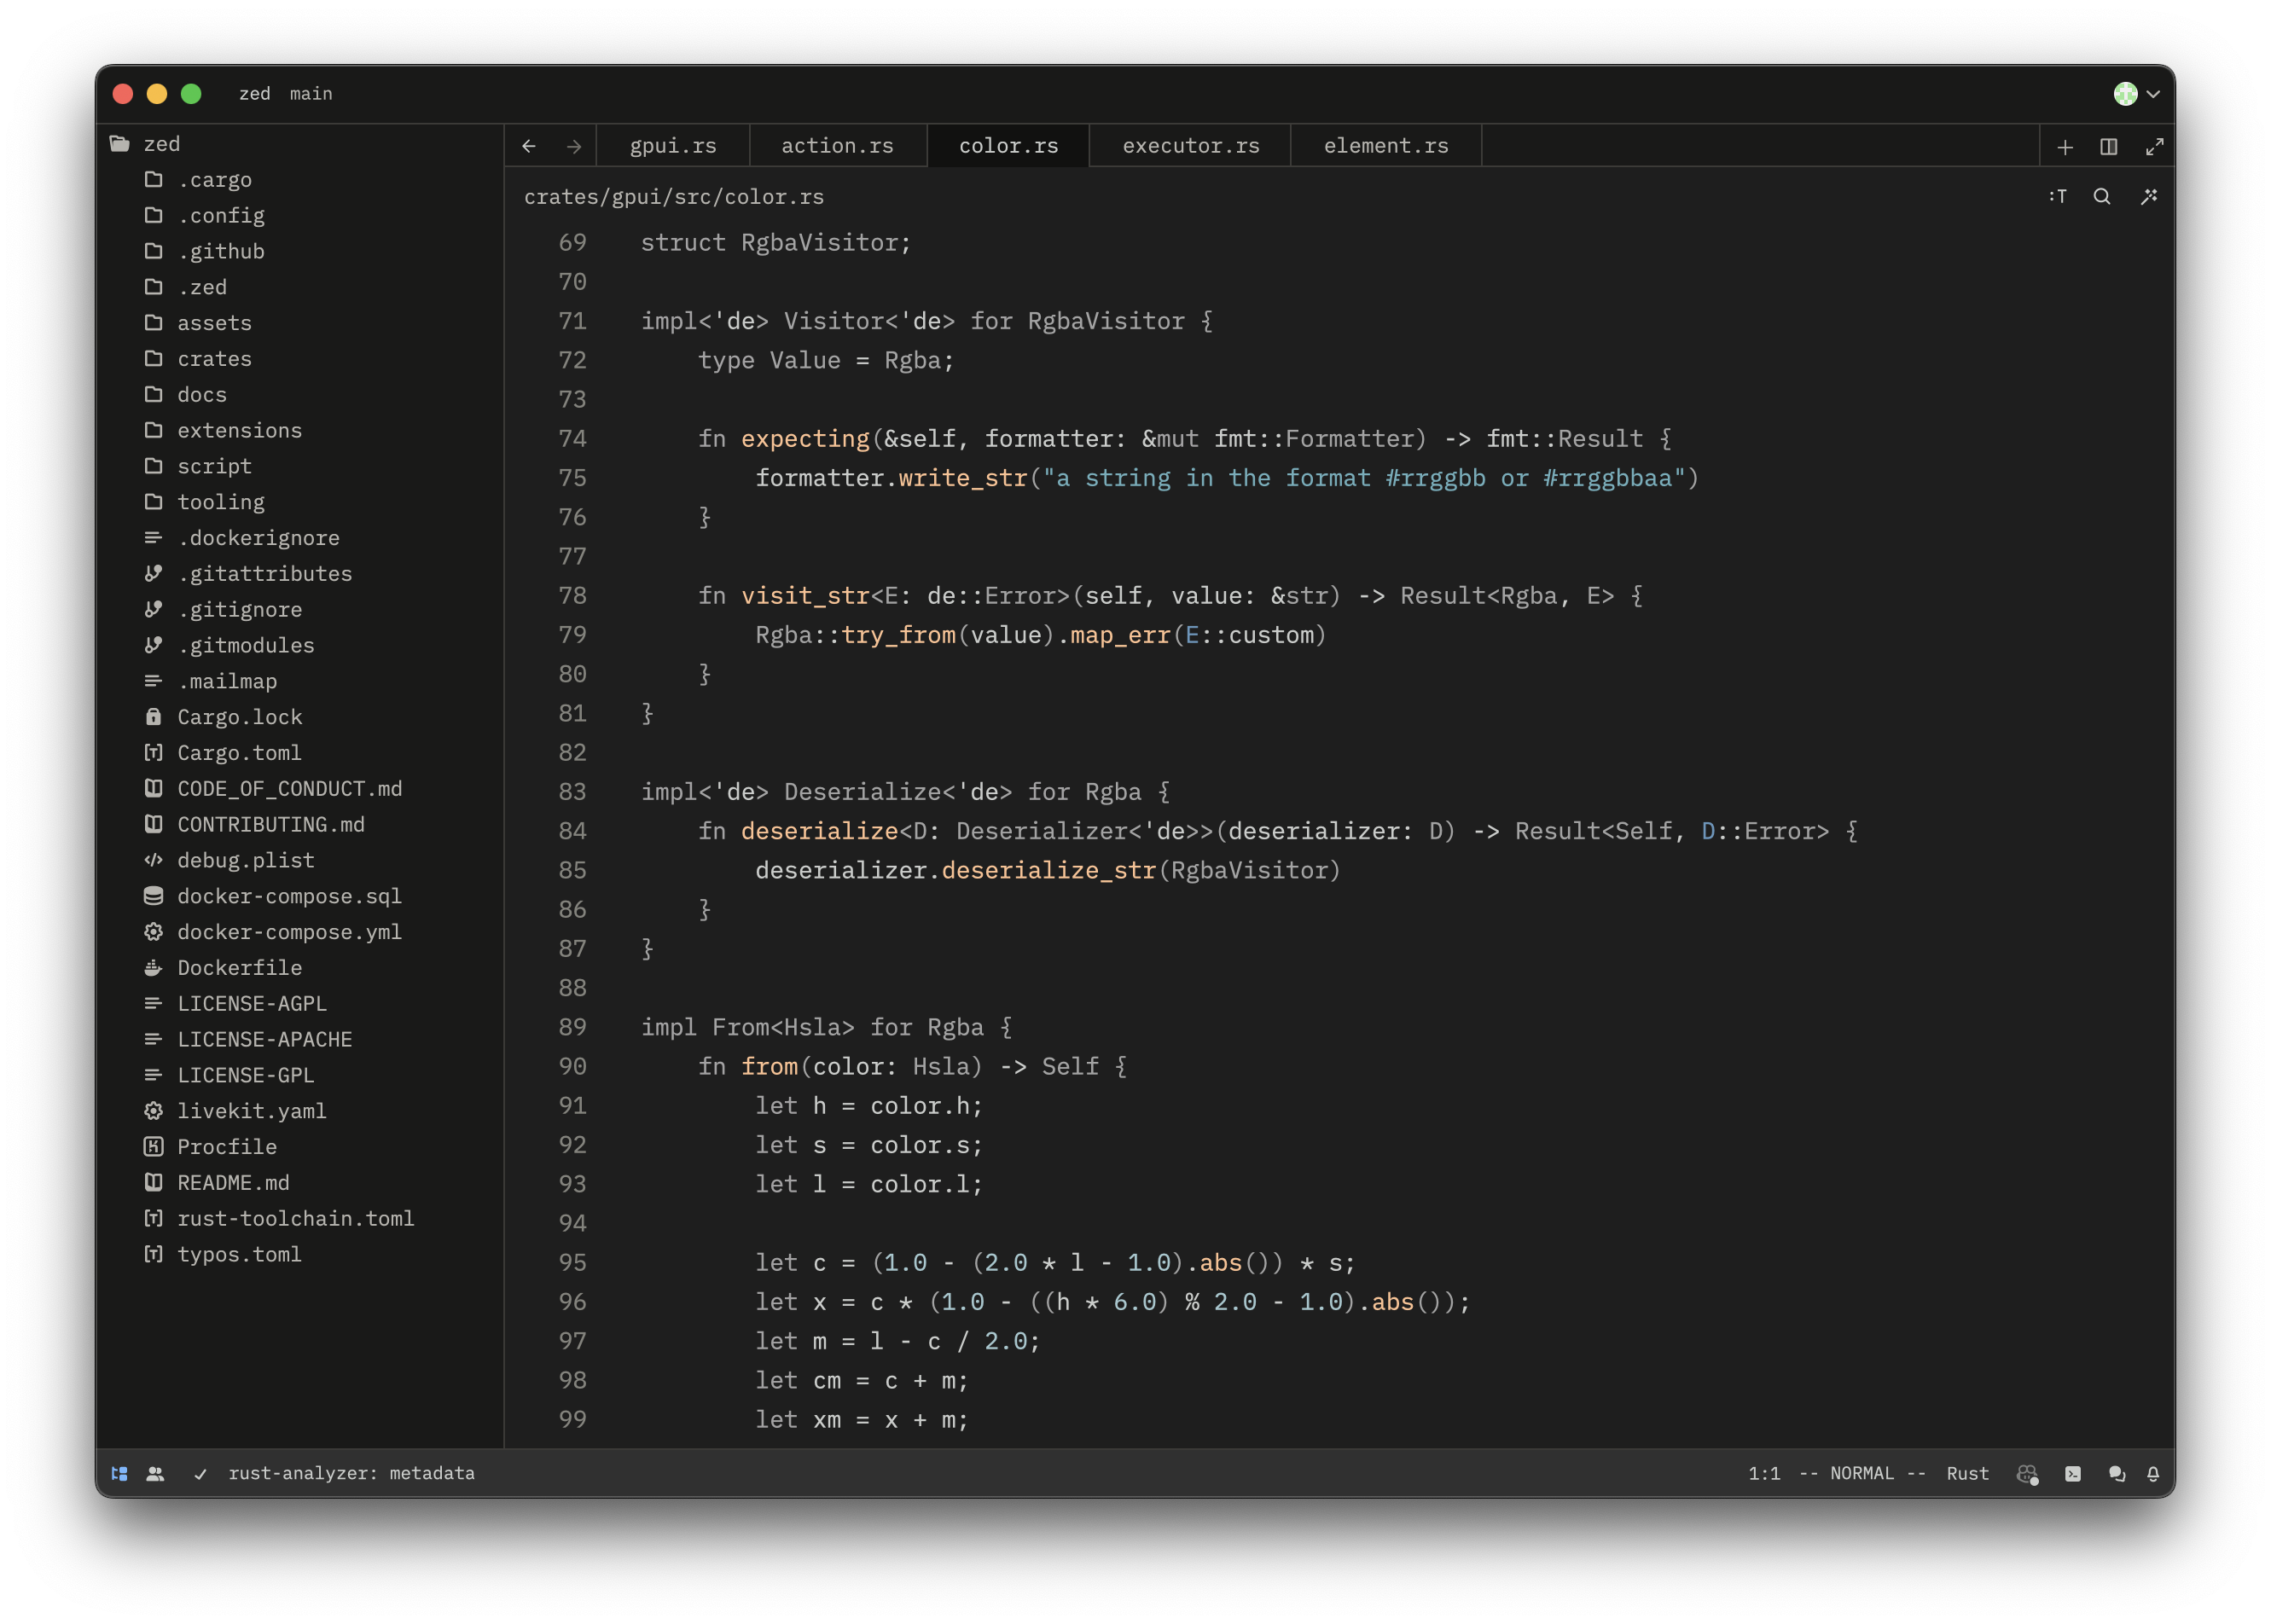 zed main
zed
.cargo
.config
.github
.zed
assets
crates
docs
extensions
script
tooling
.dockerignore
.gitattributes
.gitignore
.gitmodules
.mailmap
Cargo.lock
Cargo.toml
CODE_OF_CONDUCT.md
CONTRIBUTING.md
debug.plist
docker-compose.sql
docker-compose.yml
Dockerfile
LICENSE-AGPL
LICENSE-APACHE
LICENSE-GPL
livekit.yaml
Procfile
README.md
rust-toolchain.toml
typos.toml
gpui.rs action.rs color.rs executor.rs element.rs
crates/gpui/src/color.rs :T
69 struct RgbaVisitor;
70
71 impl<'de> Visitor<'de> for RgbaVisitor {
72     type Value = Rgba;
73
74     fn expecting(&self, formatter: &mut fmt::Formatter) -> fmt::Result {
75         formatter.write_str("a string in the format #rrggbb or #rrggbbaa")
76     }
77
78     fn visit_str<E: de::Error>(self, value: &str) -> Result<Rgba, E> {
79         Rgba::try_from(value).map_err(E::custom)
80     }
81 }
82
83 impl<'de> Deserialize<'de> for Rgba {
84     fn deserialize<D: Deserializer<'de>>(deserializer: D) -> Result<Self, D::Error> {
85         deserializer.deserialize_str(RgbaVisitor)
86     }
87 }
88
89 impl From<Hsla> for Rgba {
90     fn from(color: Hsla) -> Self {
91         let h = color.h;
92         let s = color.s;
93         let l = color.l;
94
95         let c = (1.0 - (2.0 * l - 1.0).abs()) * s;
96         let x = c * (1.0 - ((h * 6.0) % 2.0 - 1.0).abs());
97         let m = l - c / 2.0;
98         let cm = c + m;
99         let xm = x + m;
rust-analyzer: metadata 1:1 -- NORMAL -- Rust